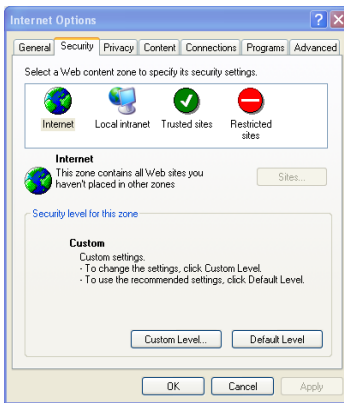 Internet Options
General Security Privacy Content Connections Programs Advanced
Select a Web content zone to specify its security settings.
Internet Local intranet Trusted sites Restricted sites
Internet
This zone contains all Web sites you
haven't placed in other zones
Sites...
Security level for this zone
Custom
Custom settings.
- To change the settings, click Custom Level.
- To use the recommended settings, click Default Level.
Custom Level... Default Level
OK Cancel Apply